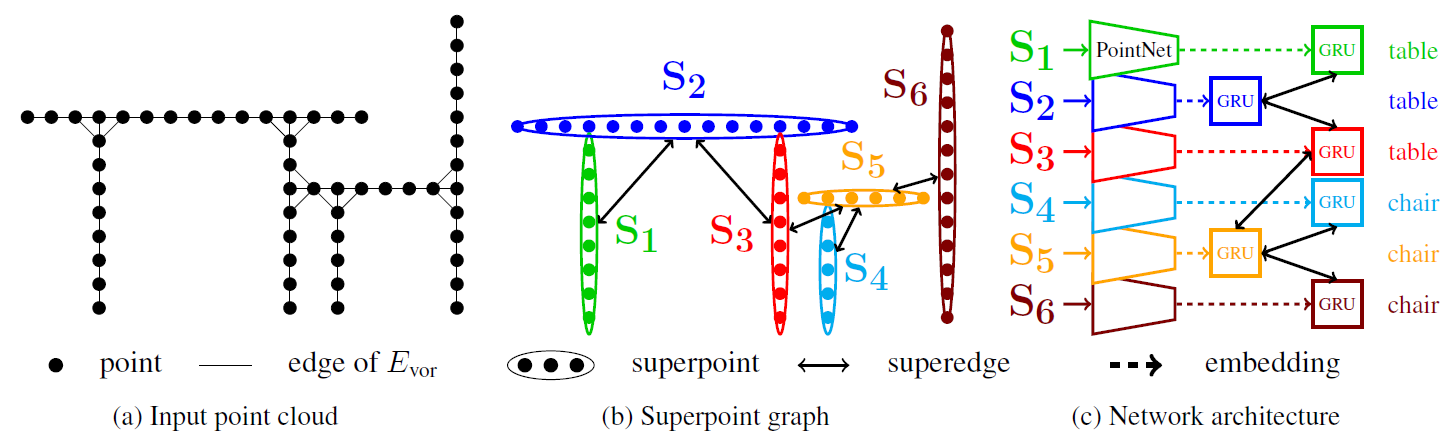 S1
S2
S3
S4
S5
S6
S1 PointNet GRU table
S2 GRU table
S3 GRU table
S4 GRU chair
S5 GRU chair
S6 GRU chair
point edge of Evor superpoint superedge embedding
(a) Input point cloud (b) Superpoint graph (c) Network architecture